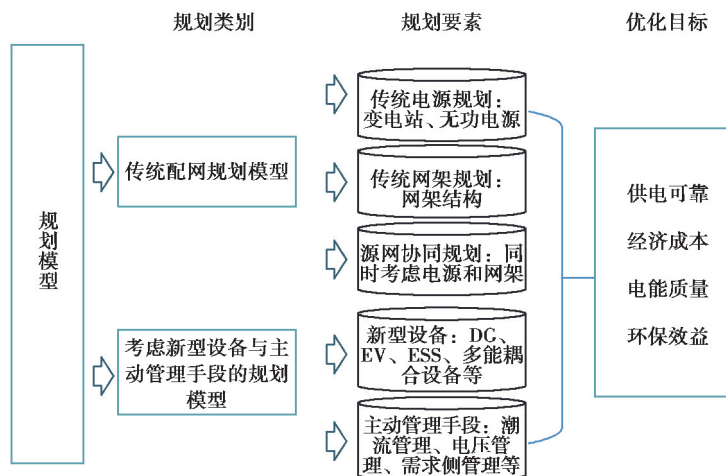 规划类别
规划要素
优化目标
规划模型
传统配网规划模型
考虑新型设备与主
动管理手段的规划
模型
传统电源规划：
变电站、无功电源
传统网架规划：
网架结构
源网协同规划：同
时考虑电源和网架
新型设备：DG、
EV、ESS、多能耦
合设备等
主动管理手段：潮
流管理、电压管
理、需求侧管理等
供电可靠
经济成本
电能质量
环保效益